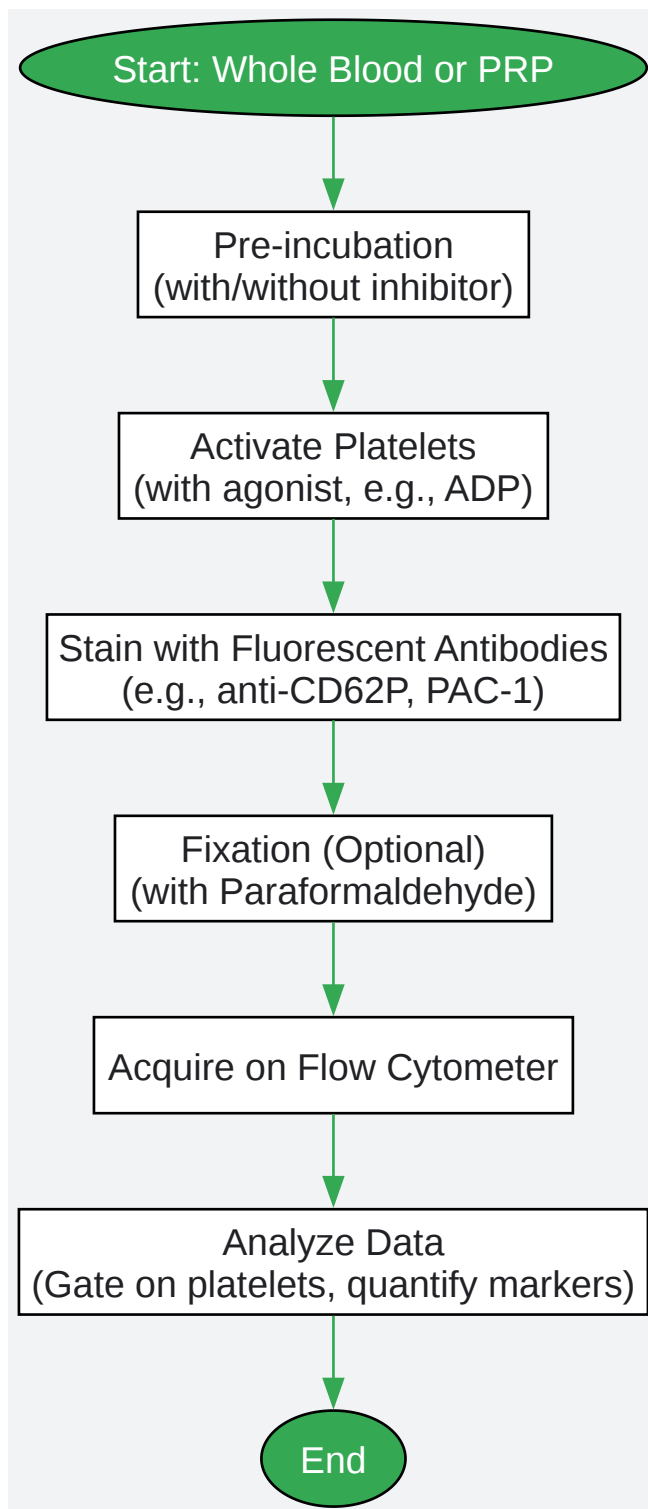 Start: Whole Blood or PRP
Pre-incubation
(with/without inhibitor)
Activate Platelets
(with agonist, e.g., ADP)
Stain with Fluorescent Antibodies
(e.g., anti-CD62P, PAC-1)
Fixation (Optional)
(with Paraformaldehyde)
Acquire on Flow Cytometer
Analyze Data
(Gate on platelets, quantify markers)
End